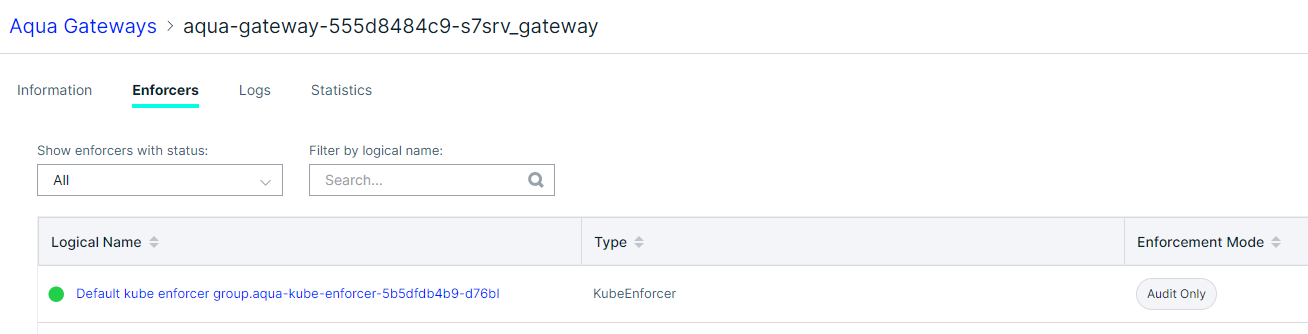 Aqua Gateways > aqua-gateway-555d8484c9-s7srv_gateway
Information Enforcers Logs Statistics
Show enforcers with status: Filter by logical name:
All Search...
Logical Name Type Enforcement Mode
Default kube enforcer group.aqua-kube-enforcer-5b5dfdb4b9-d76bl KubeEnforcer Audit Only